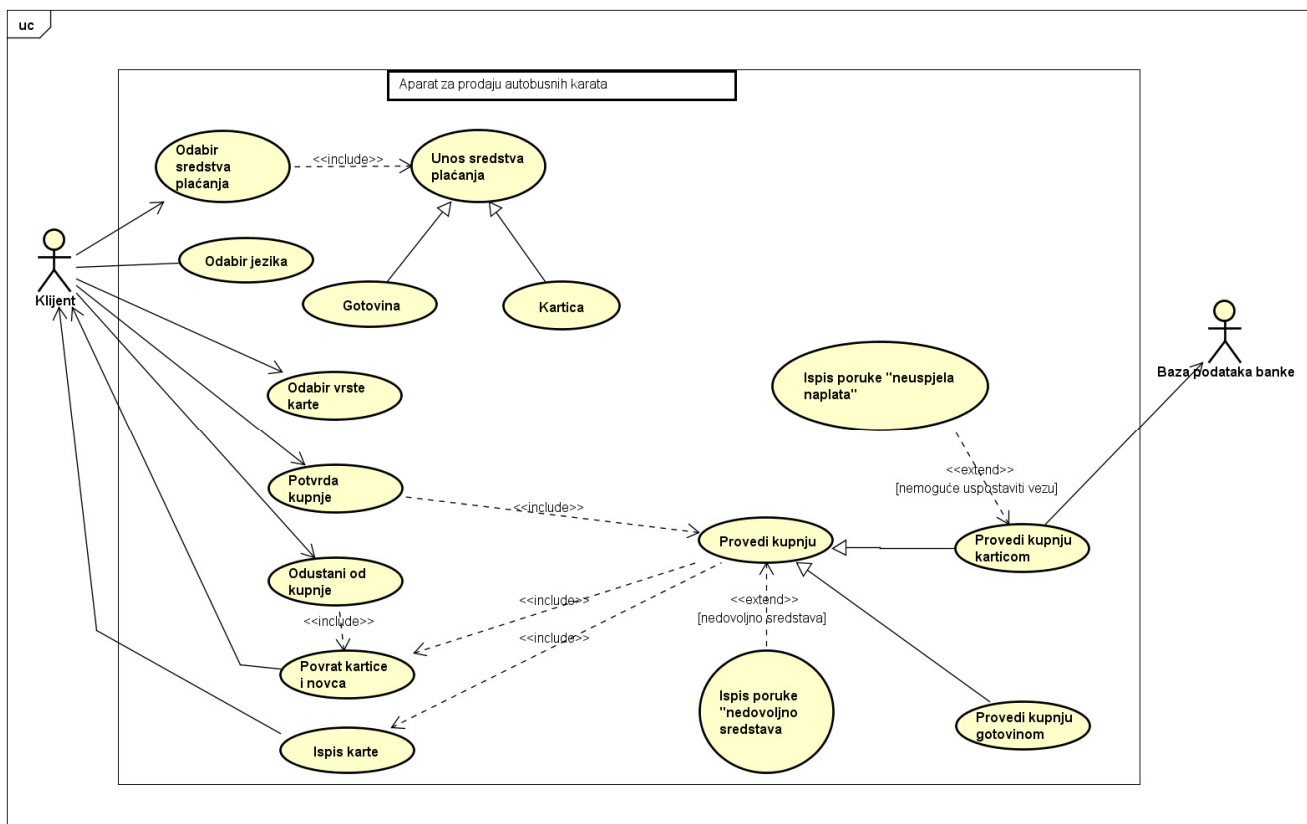 uc
Aparat za prodaju autobusnih karata
Odabir
sredstva
plaćanja
<<include>>
Unos sredstva
plaćanja
Odabir jezika
Klijent
Gotovina
Kartica
Baza podataka banke
Odabir vrste
karte
Ispis poruke "neuspjela
naplata"
<<extend>>
[nemoguće uspostaviti vezu]
Potvrda
kupnje
<<include>>
Provedi kupnju
Provedi kupnju
karticom
Odustani od
kupnje
<<include>>
<<include>>
<<extend>>
[nedovoljno sredstava]
<<include>>
Povrat kartice
i novca
Ispis poruke
"nedovoljno
sredstava
Provedi kupnju
gotovinom
Ispis karte